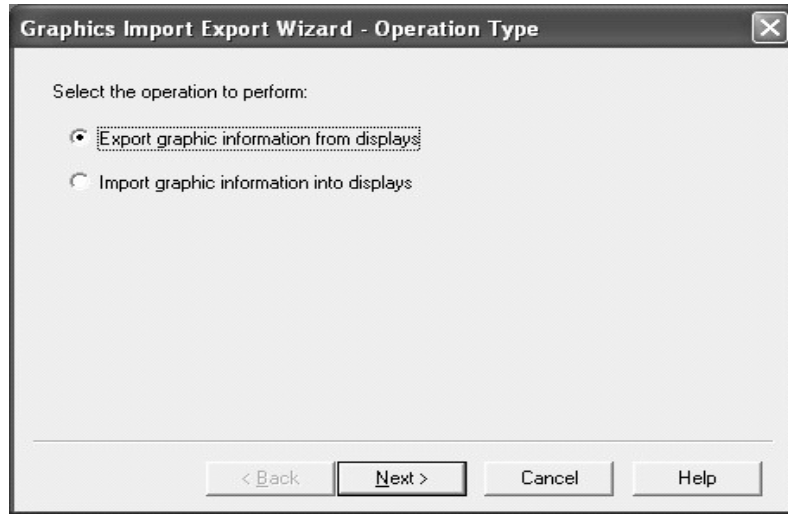 Graphics Import Export Wizard - Operation Type
Select the operation to perform:
Export graphic information from displays
Import graphic information into displays
< Back Next > Cancel Help